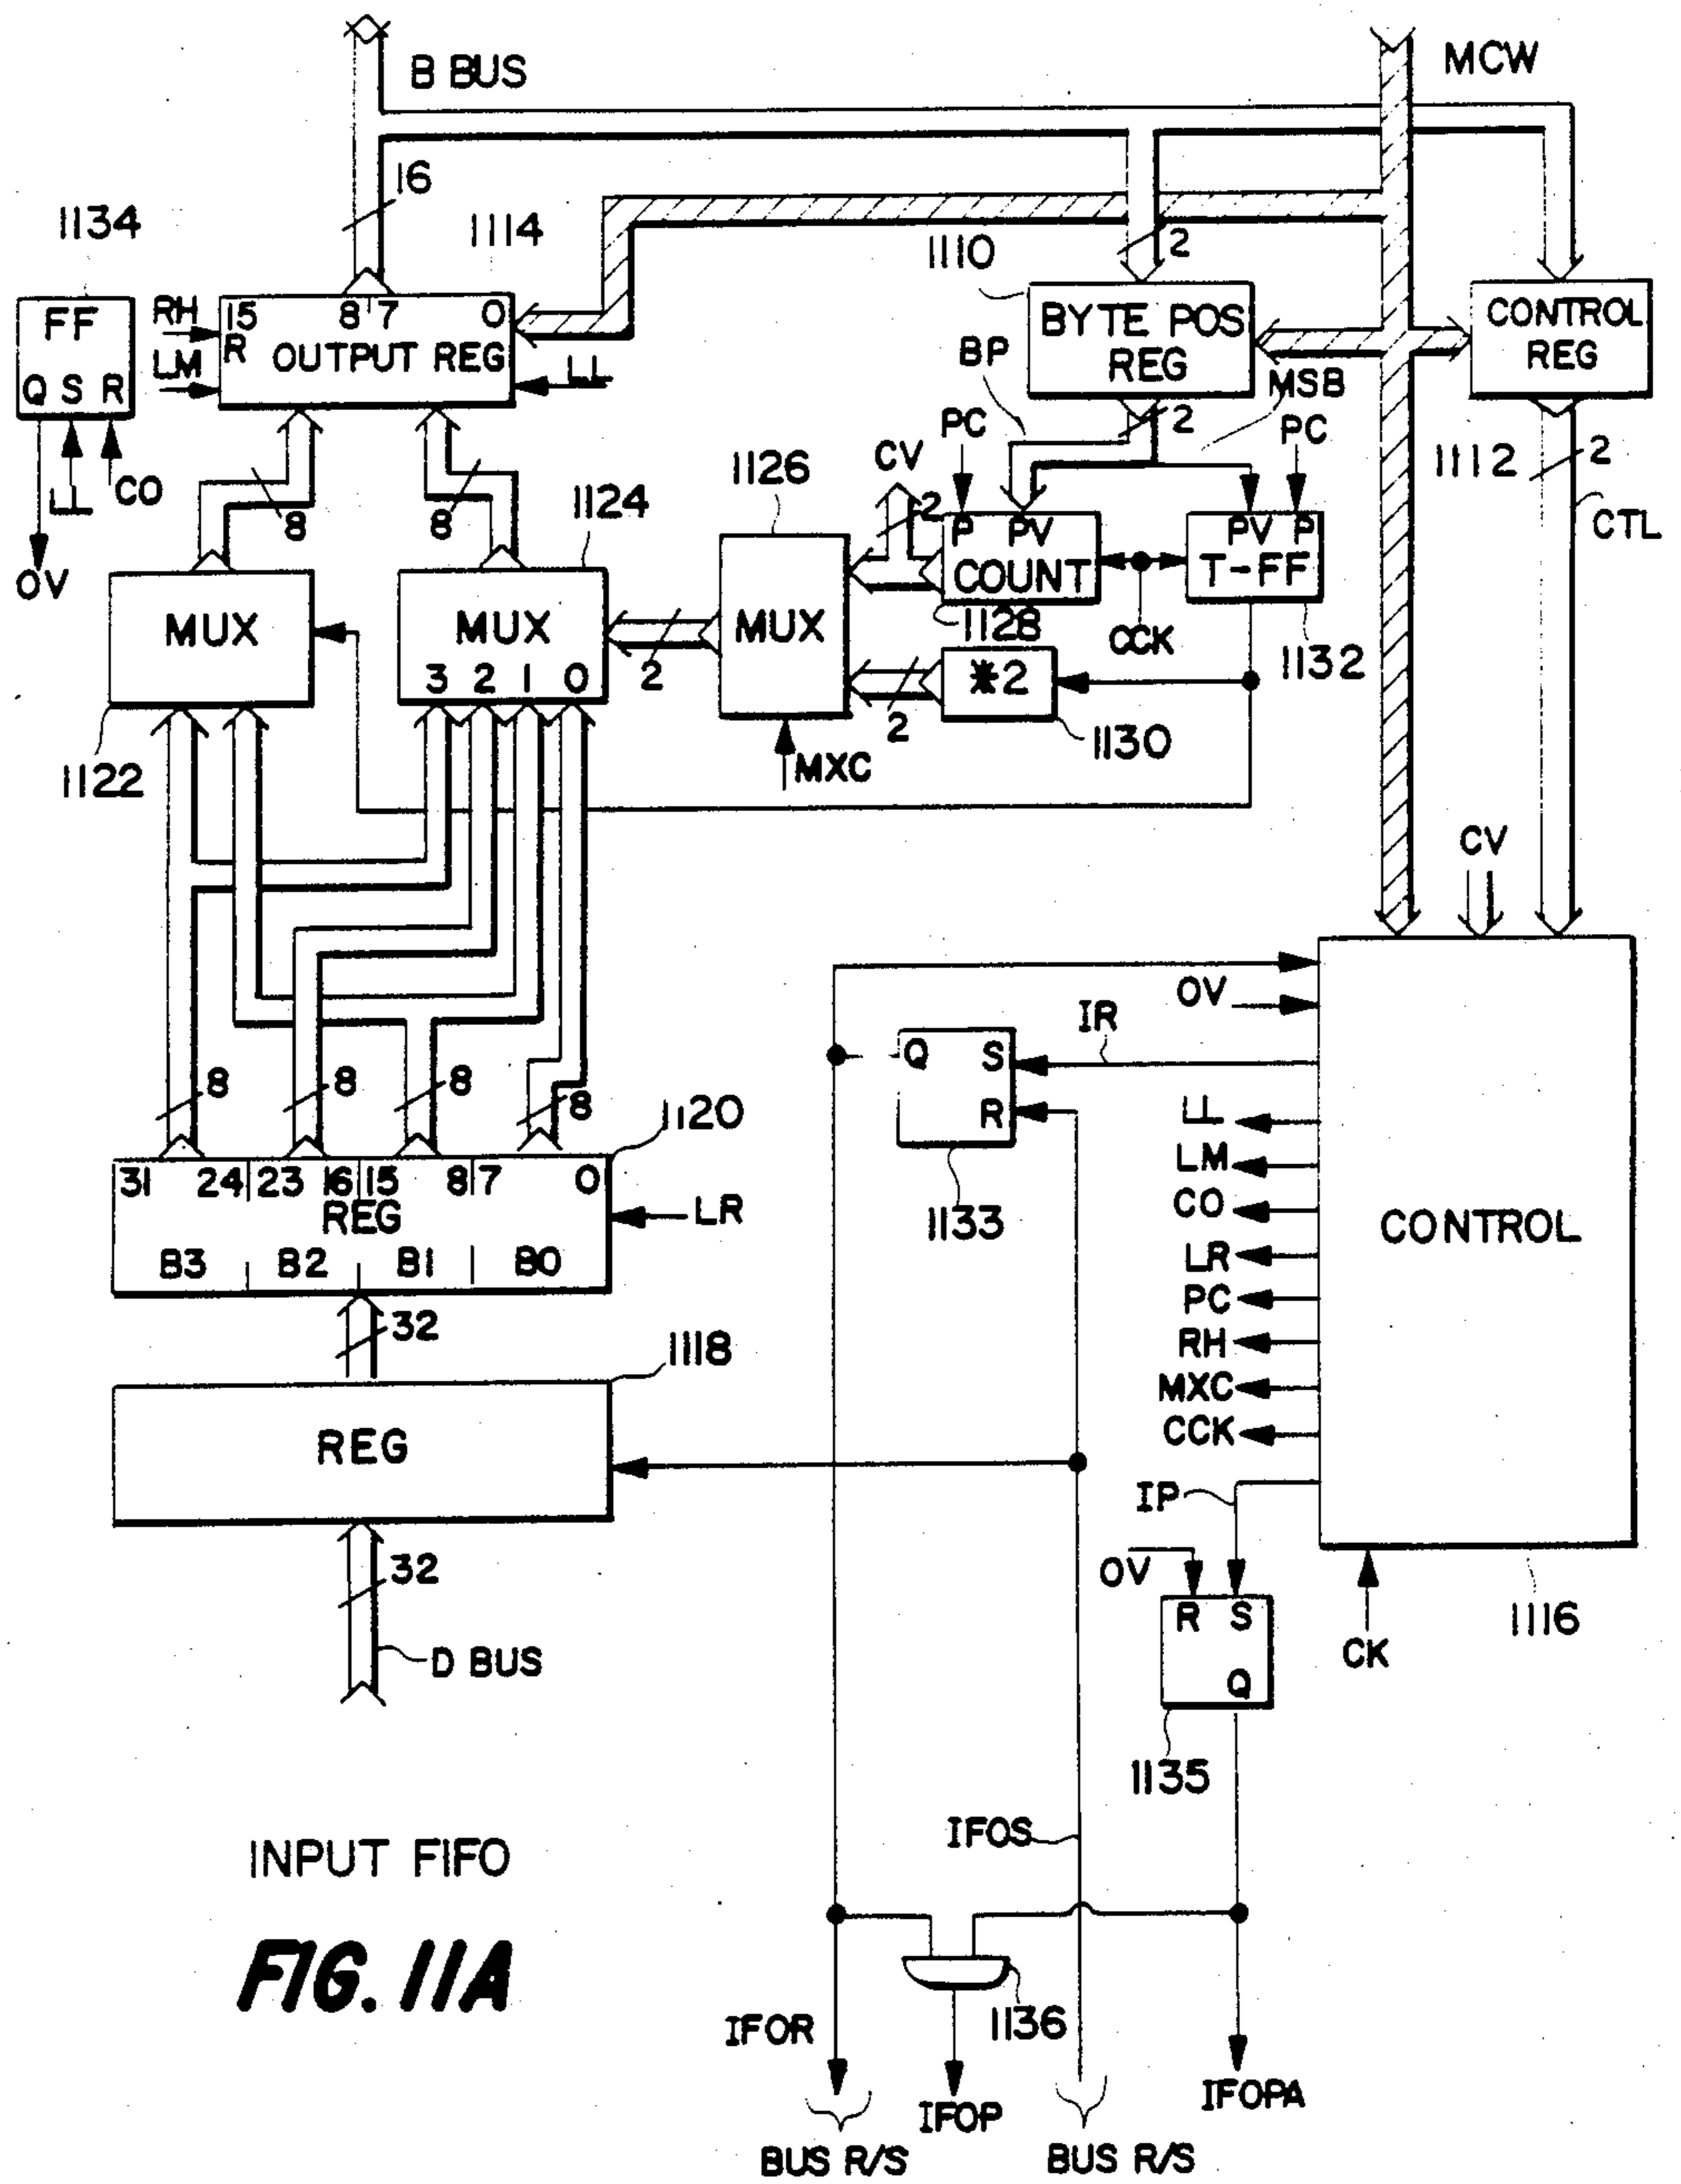 B BUS
MCW
16
1134
1114
1110
2
FF
Q S R
RH
LM
15 8 7 0
R OUTPUT REG
LL
BYTE POS
REG
CONTROL
REG
BP
MSB
2
PC
PC
1112
2
CTL
CV
1126
LL
CO
OV
8
8
1124
2
P PV
COUNT
1128
PV P
T-FF
CCK
1132
MUX
MUX
3 2 1 0
2
MUX
*2
2
1130
MXC
1122
CV
OV
IR
Q S
R
1133
8
8
8
8
1120
31 24 23 16 15 8 7 0
REG
B3 B2 B1 B0
LR
LL
LM
CO
LR
PC
RH
MXC
CCK
CONTROL
32
1118
REG
IP
OV
R S
Q
1135
CK
1116
32
D BUS
IFOS
INPUT FIFO
FIG. 11A
1136
IFOR
IFOP
IFOPA
BUS R/S
BUS R/S